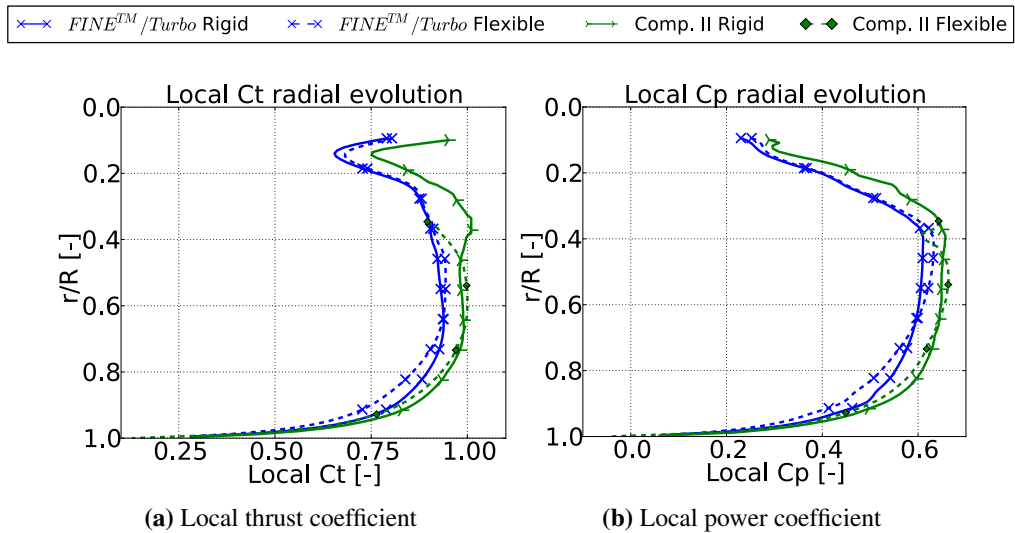 FINE^TM/Turbo Rigid FINE^TM/Turbo Flexible Comp. II Rigid Comp. II Flexible
Local Ct radial evolution
0.0
0.2
0.4
0.6
0.8
1.0
r/R [-]
0.25 0.50 0.75 1.00
Local Ct [-]
(a) Local thrust coefficient
Local Cp radial evolution
0.0
0.2
0.4
0.6
0.8
1.0
r/R [-]
0.0 0.2 0.4 0.6
Local Cp [-]
(b) Local power coefficient